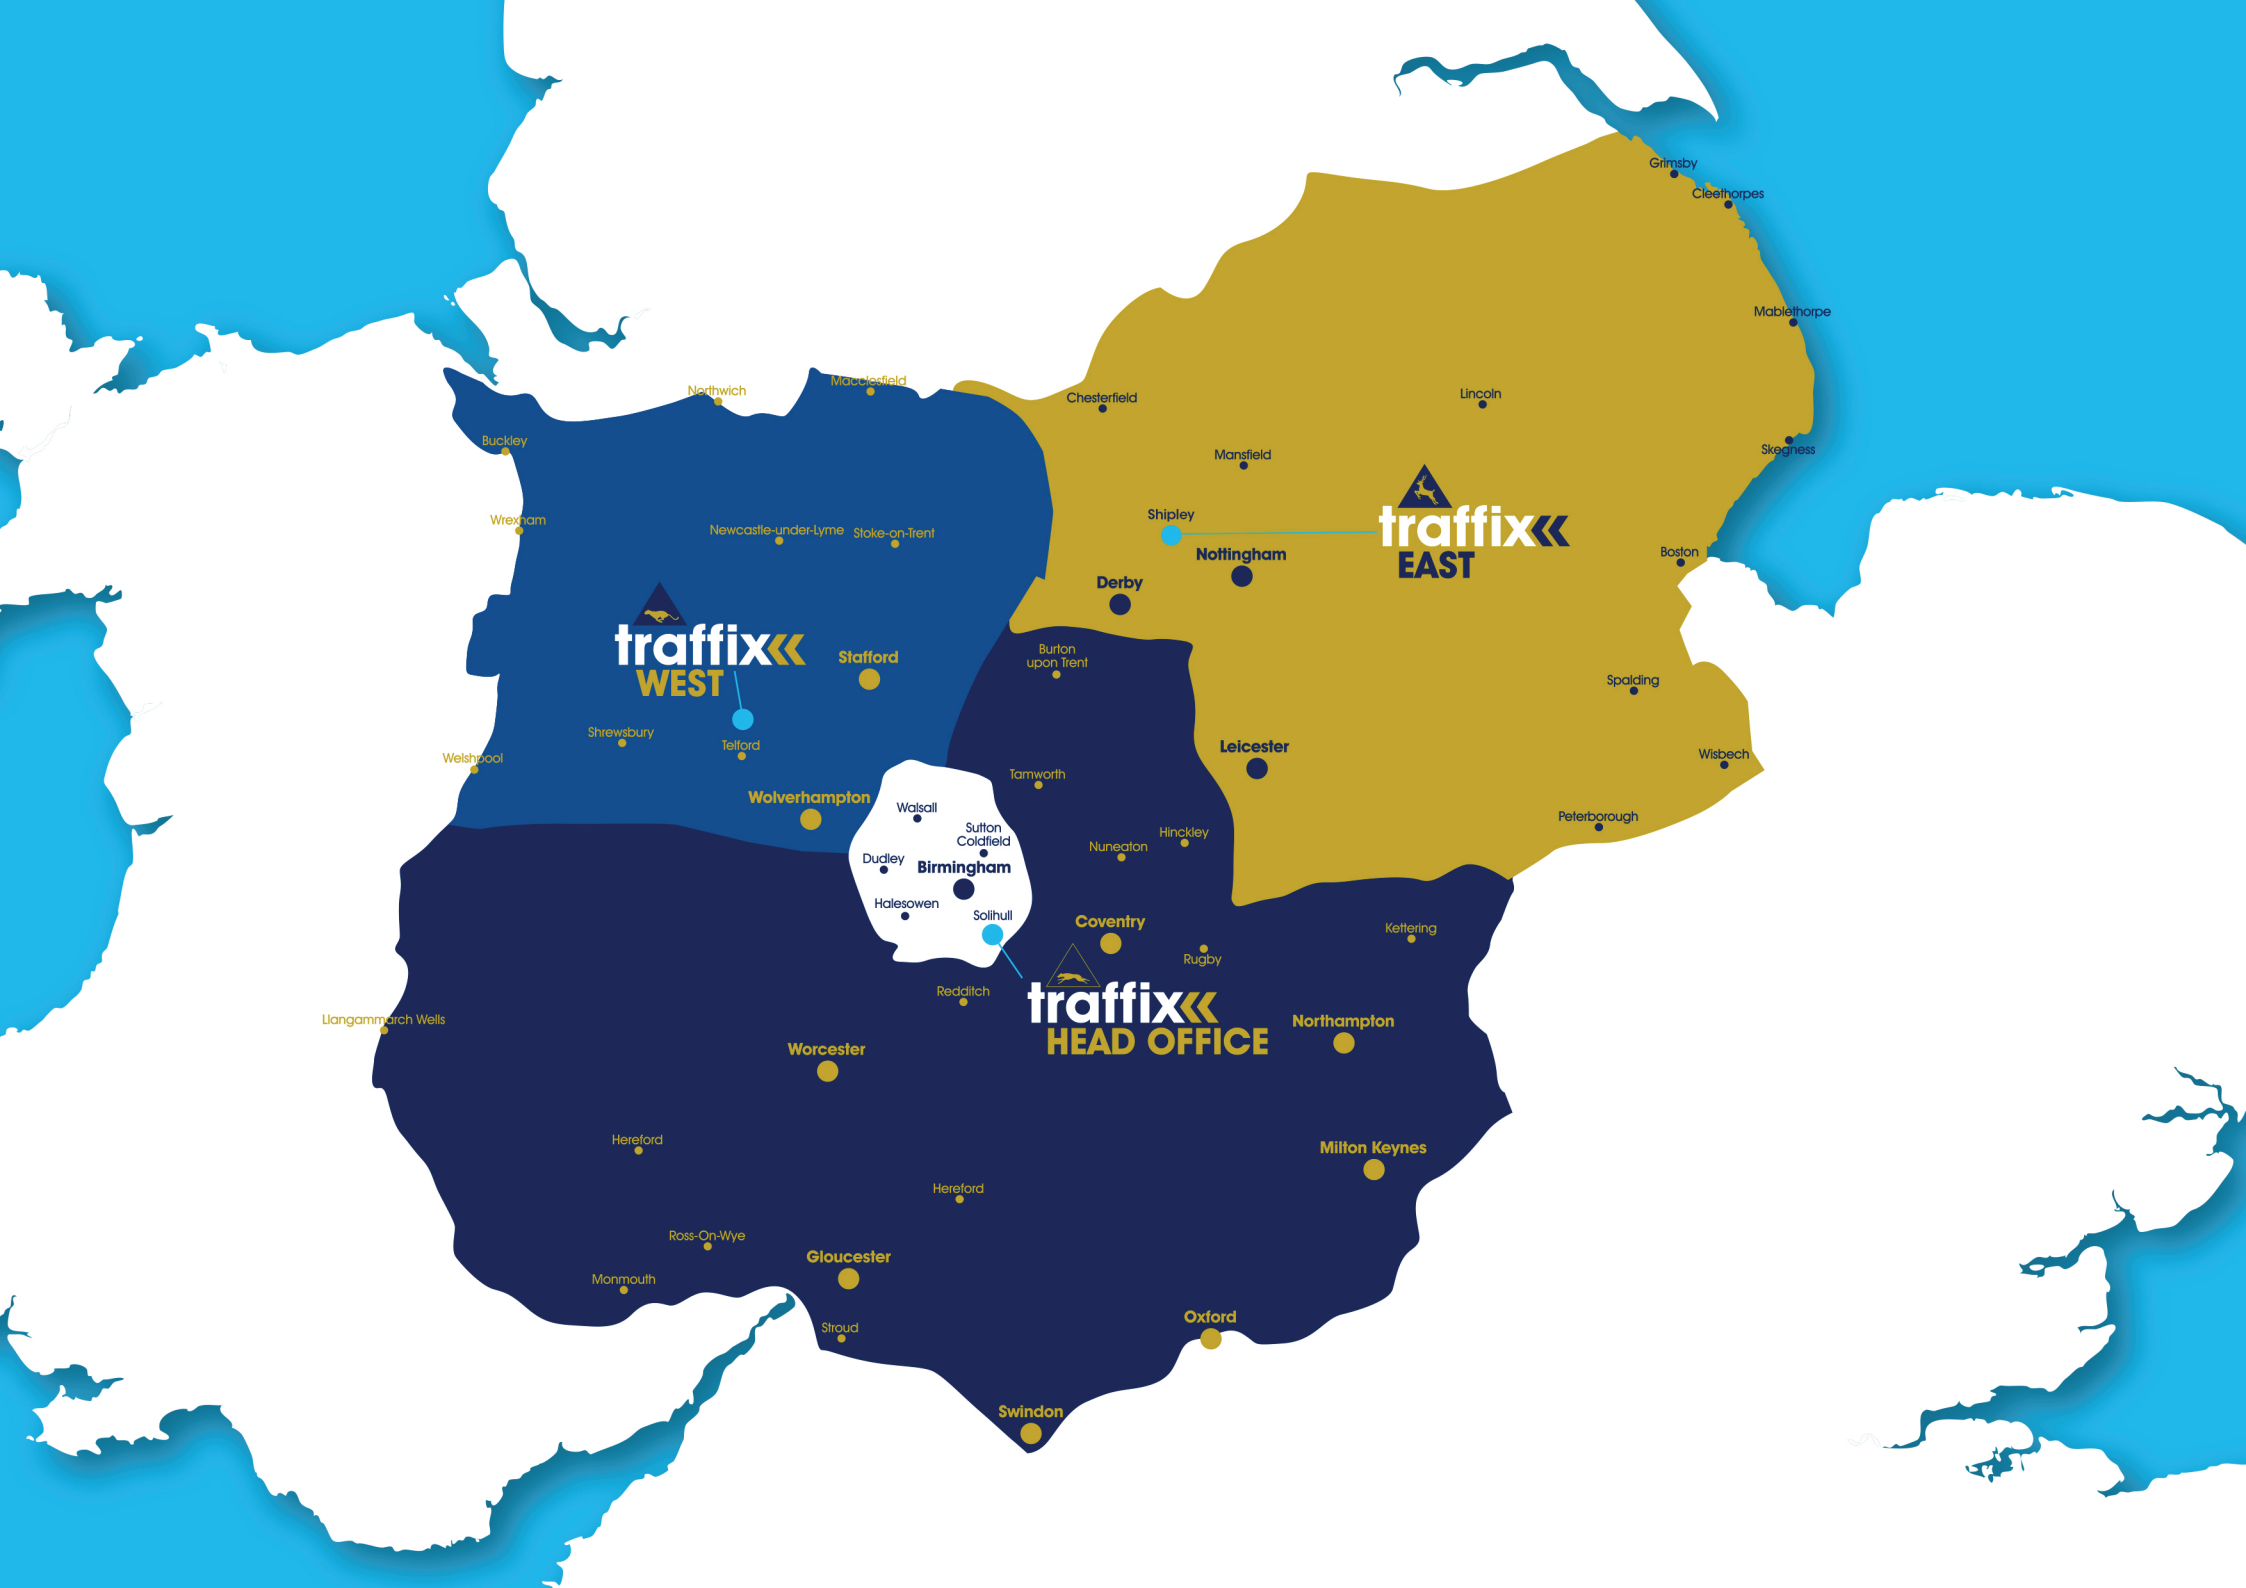 Grimsby
Cleethorpes
Mablethorpe
Macclesfield
Northwich
Chesterfield
Lincoln
Buckley
Mansfield
Skegness
Wrexham
Newcastle-under-Lyme
Stoke-on-Trent
Shipley
traffix
EAST
Nottingham
Boston
Derby
traffix
WEST
Stafford
Burton
upon Trent
Spalding
Shrewsbury
Telford
Leicester
Welshpool
Wisbech
Tamworth
Wolverhampton
Walsall
Peterborough
Sutton
Coldfield
Hinckley
Nuneaton
Dudley
Birmingham
Halesowen
Solihull
Coventry
Kettering
Rugby
Redditch
traffix
HEAD OFFICE
Llangammarch Wells
Northampton
Worcester
Hereford
Milton Keynes
Hereford
Ross-On-Wye
Gloucester
Monmouth
Stroud
Oxford
Swindon